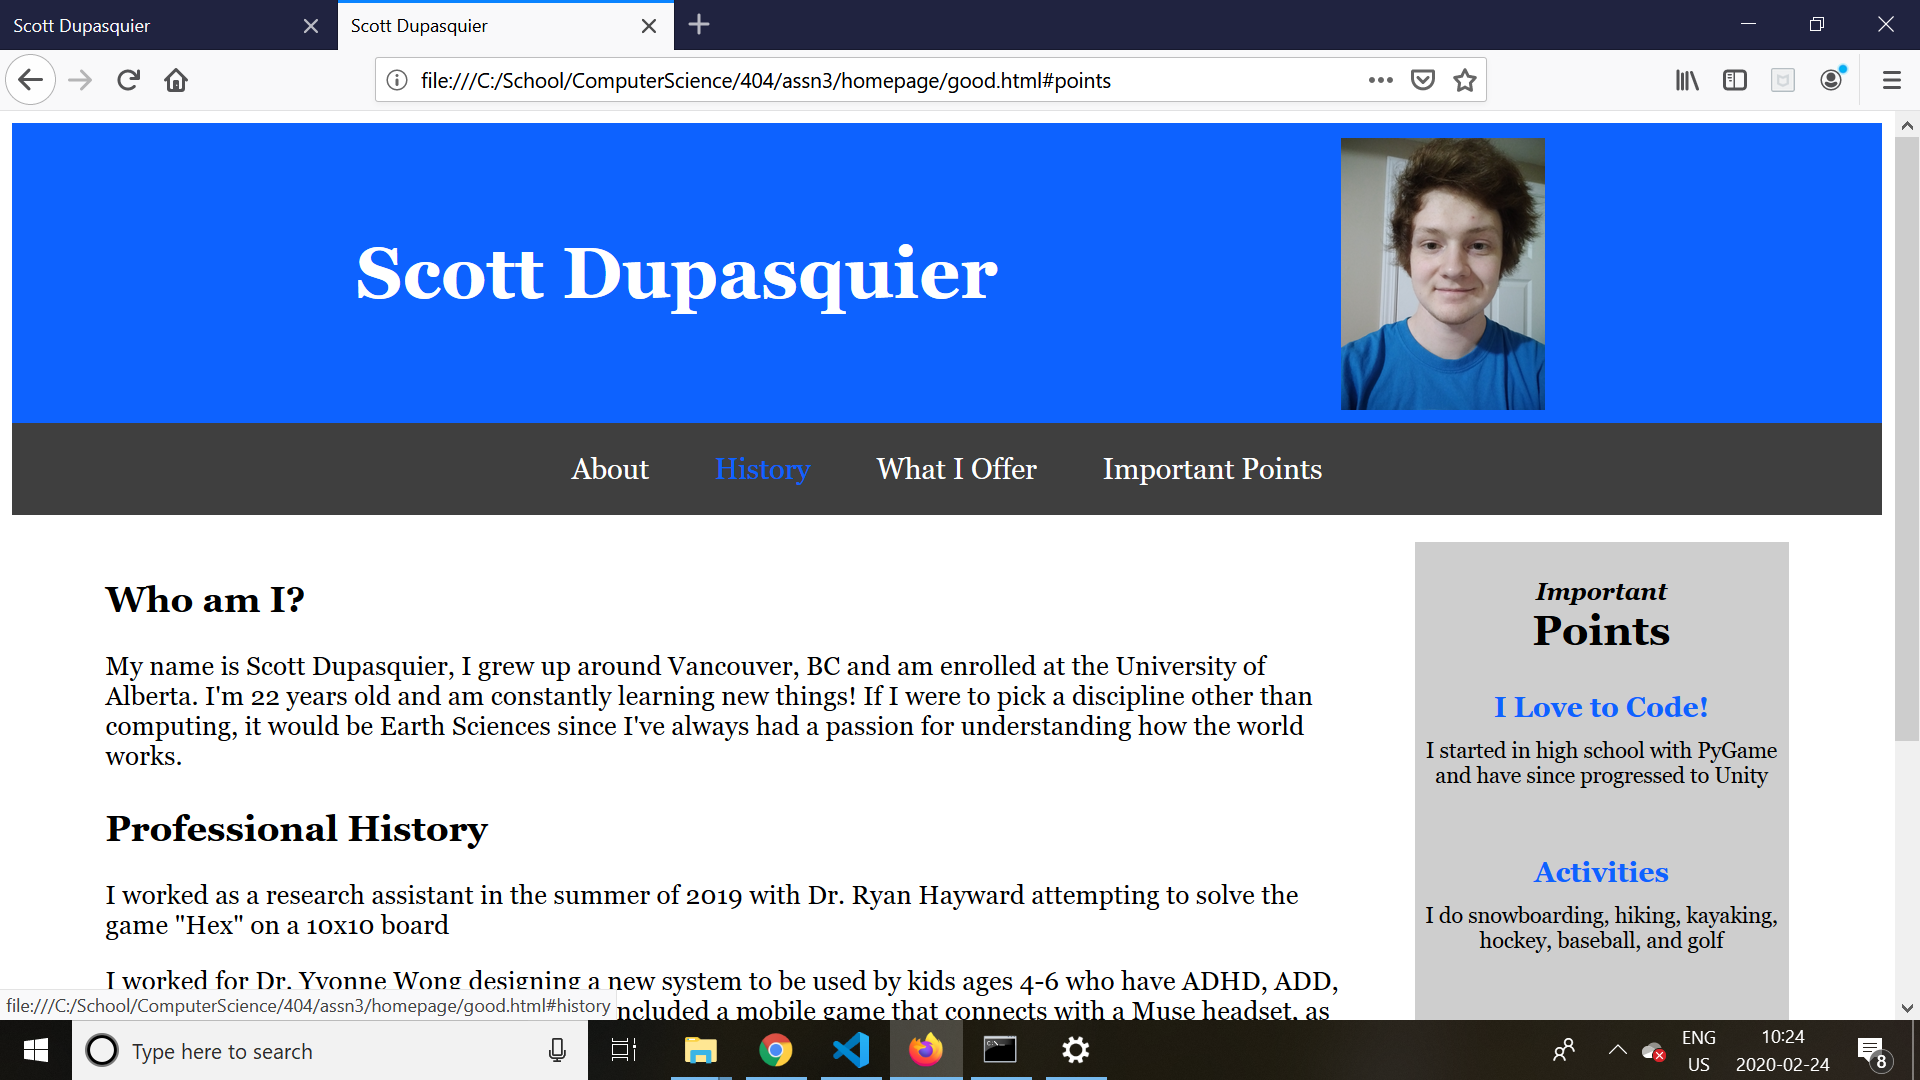 Scott Dupasquier
Scott Dupasquier
file:///C:/School/ComputerScience/404/assn3/homepage/good.html#points
Scott Dupasquier
About History What I Offer Important Points
Who am I?
My name is Scott Dupasquier, I grew up around Vancouver, BC and am enrolled at the University of
Alberta. I'm 22 years old and am constantly learning new things! If I were to pick a discipline other than
computing, it would be Earth Sciences since I've always had a passion for understanding how the world
works.
Professional History
I worked as a research assistant in the summer of 2019 with Dr. Ryan Hayward attempting to solve the
game "Hex" on a 10x10 board
I worked for Dr. Yvonne Wong designing a new system to be used by kids ages 4-6 who have ADHD, ADD,
ncluded a mobile game that connects with a Muse headset, as
Important
Points
I Love to Code!
I started in high school with PyGame
and have since progressed to Unity
Activities
I do snowboarding, hiking, kayaking,
hockey, baseball, and golf
file:///C:/School/ComputerScience/404/assn3/homepage/good.html#history
Type here to search
ENG
US
10:24
2020-02-24
8